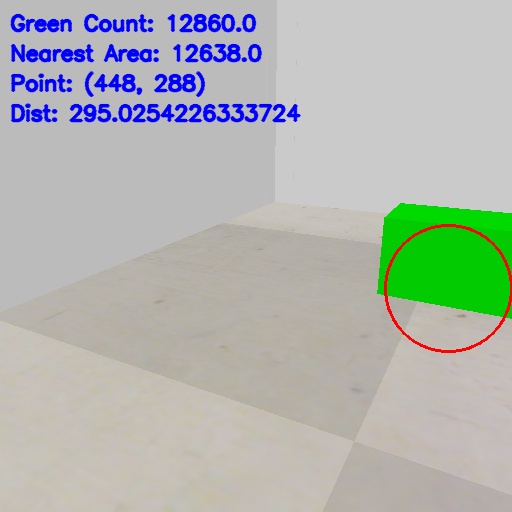 Green Count: 12860.0
Nearest Area: 12638.0
Point: (448, 288)
Dist: 295.0254226333724